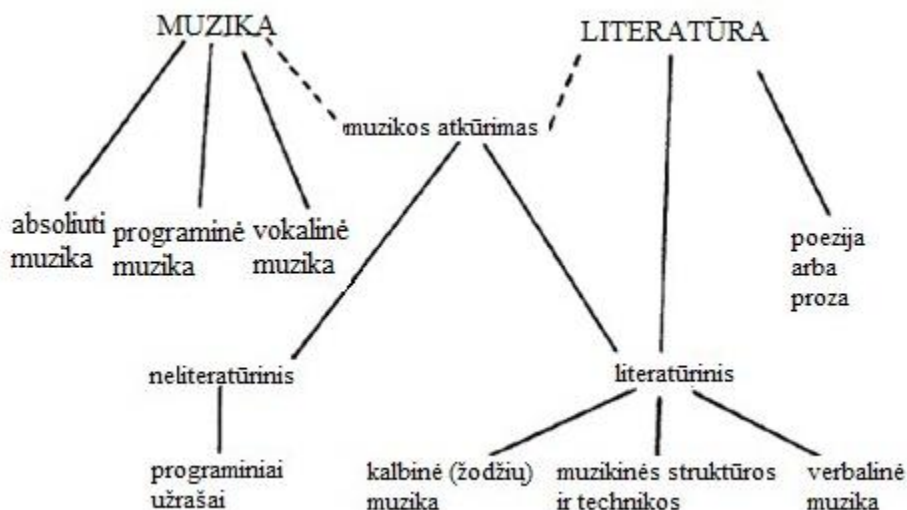 MUZIKA
LITERATŪRA
muzikos atkūrimas
absoliuti
muzika
programinė
muzika
vokalinė
muzika
poezija
arba
proza
neliteratūrinis
literatūrinis
programiniai
užrašai
kalbinė (žodžių)
muzika
muzikinės struktūros
ir technikos
verbalinė
muzika